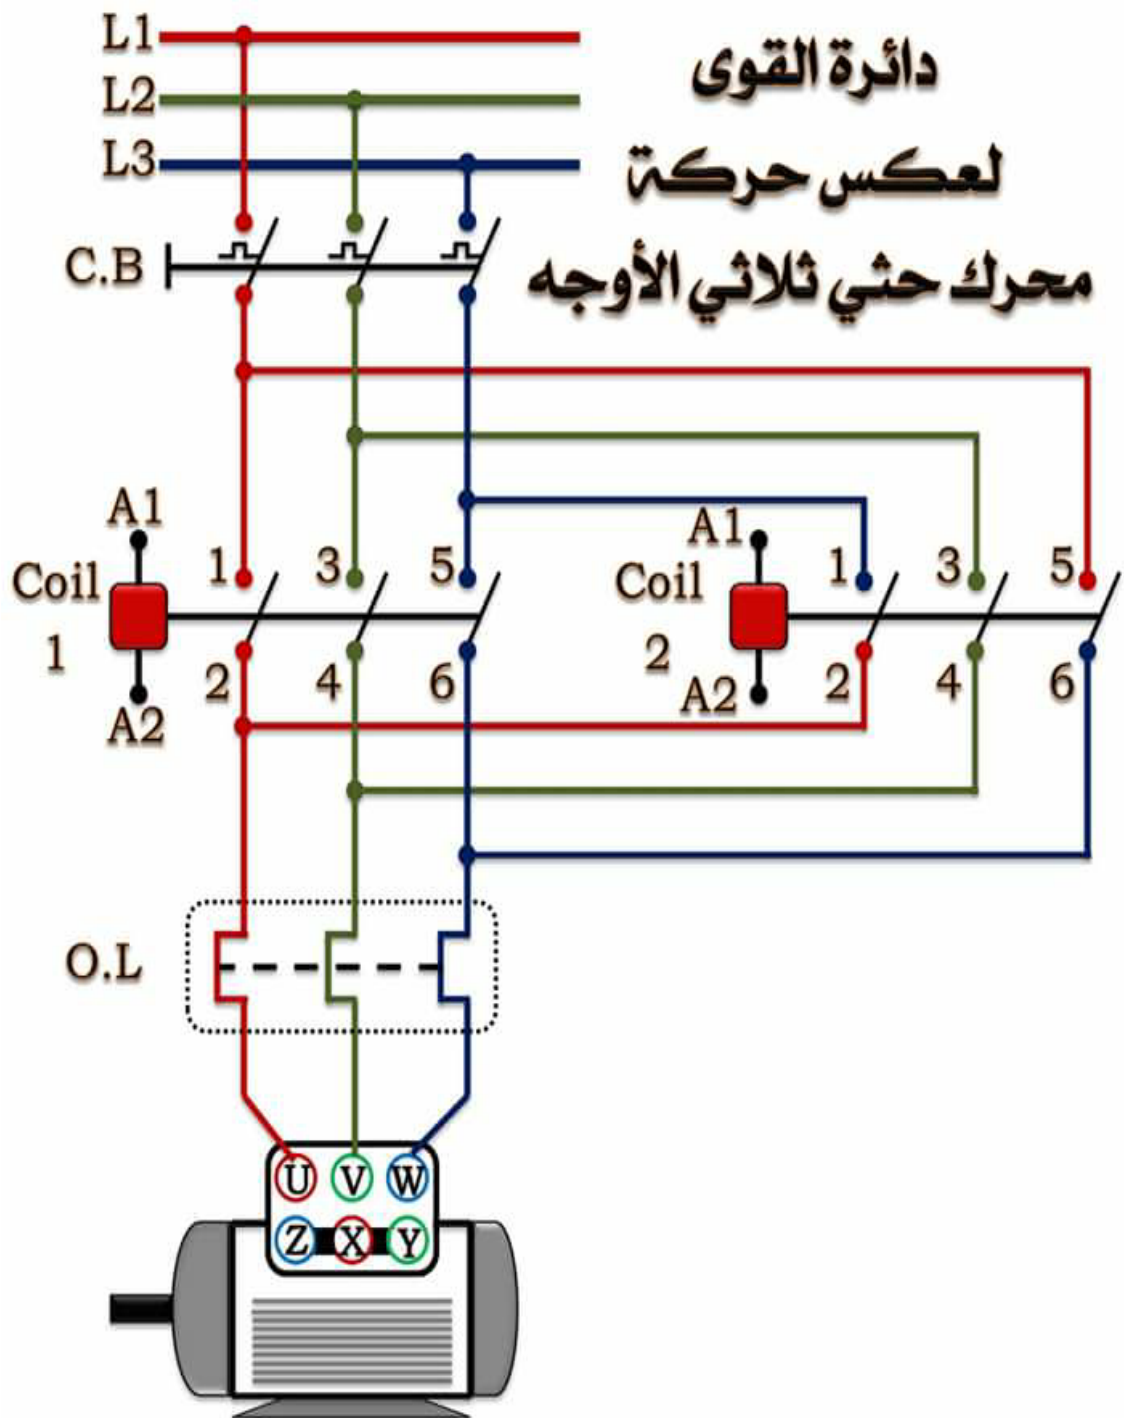 L1
دائرة القوى
L2
L3
لعكس حركة
C.B
محرك حثي ثلاثي الأوجه
A1
A1
1 3 5
1 3 5
Coil
1
Coil
2
2 4 6
2 4 6
A2
A2
O.L
U V W
Z X Y